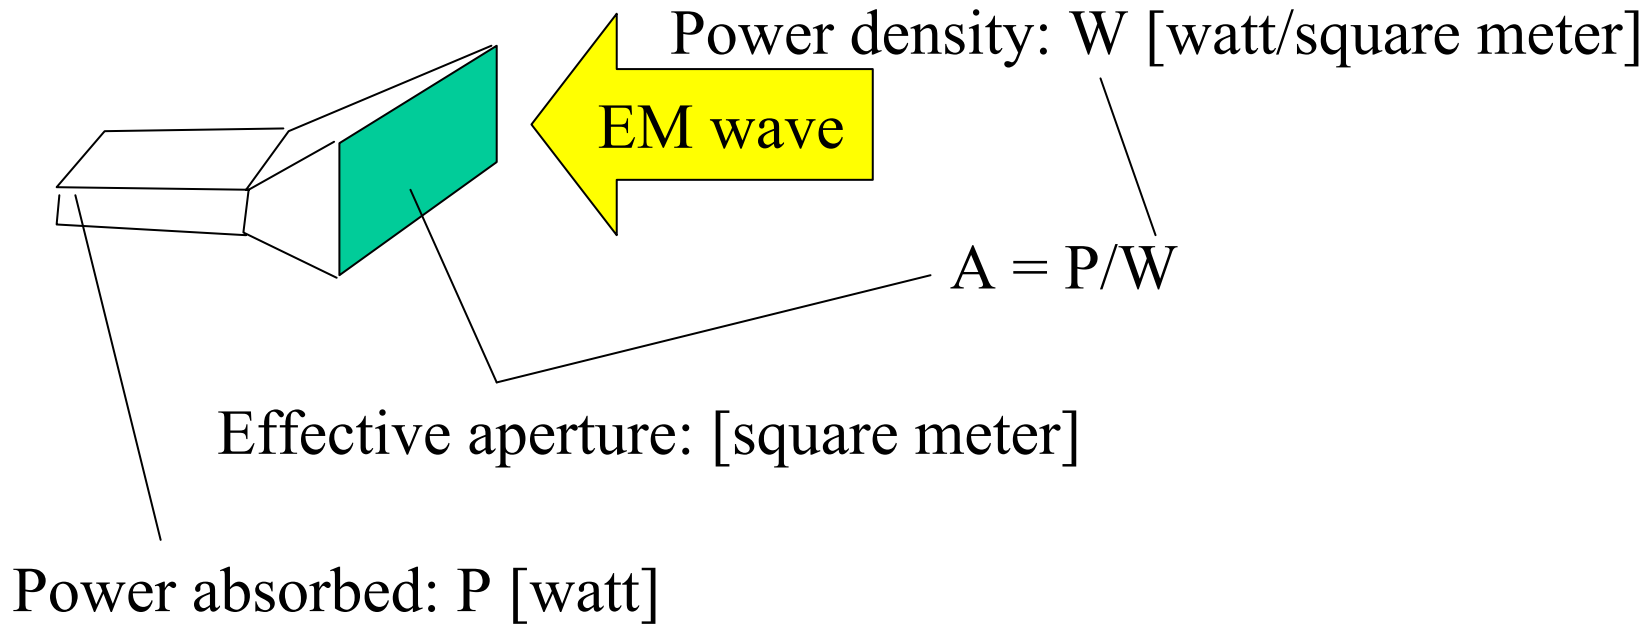 Power density: W [watt/square meter]
EM wave
A = P/W
Effective aperture: [square meter]
Power absorbed: P [watt]